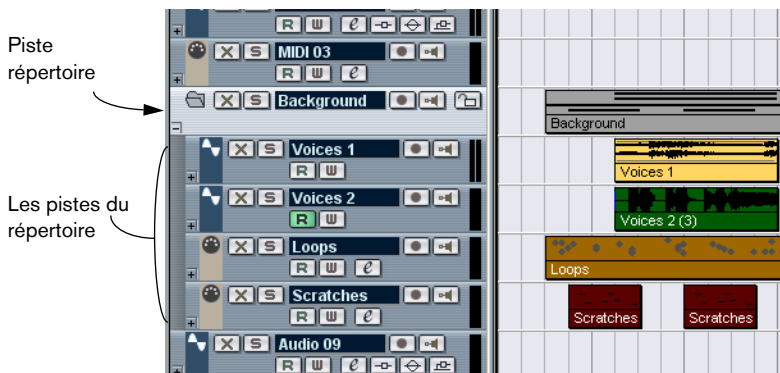 R W e
X S MIDI 03
R W e
Piste
répertoire
X S Background
Background
X S Voices 1
R W
Voices 1
Les pistes du
répertoire
X S Voices 2
R W
Voices 2 (3)
X S Loops
R W e
Loops
X S Scratches
R W e
Scratches Scratches
X S Audio 09
R W e